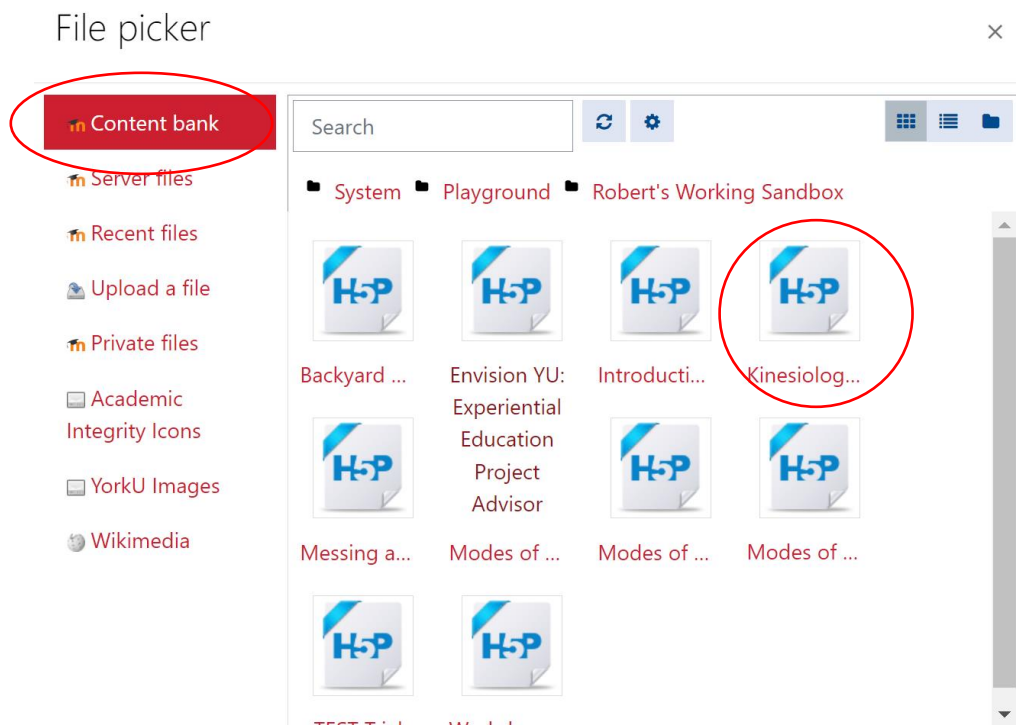 File picker
×
Content bank
Server files
Recent files
Upload a file
Private files
Academic
Integrity Icons
YorkU Images
Wikimedia
Search
System Playground Robert's Working Sandbox
H5P H5P H5P H5P
Backyard ... Envision YU: Introducti... Kinesiolog...
Experiential
Education
Project
Advisor
H5P H5P H5P
Messing a... Modes of ... Modes of ... Modes of ...
H5P H5P